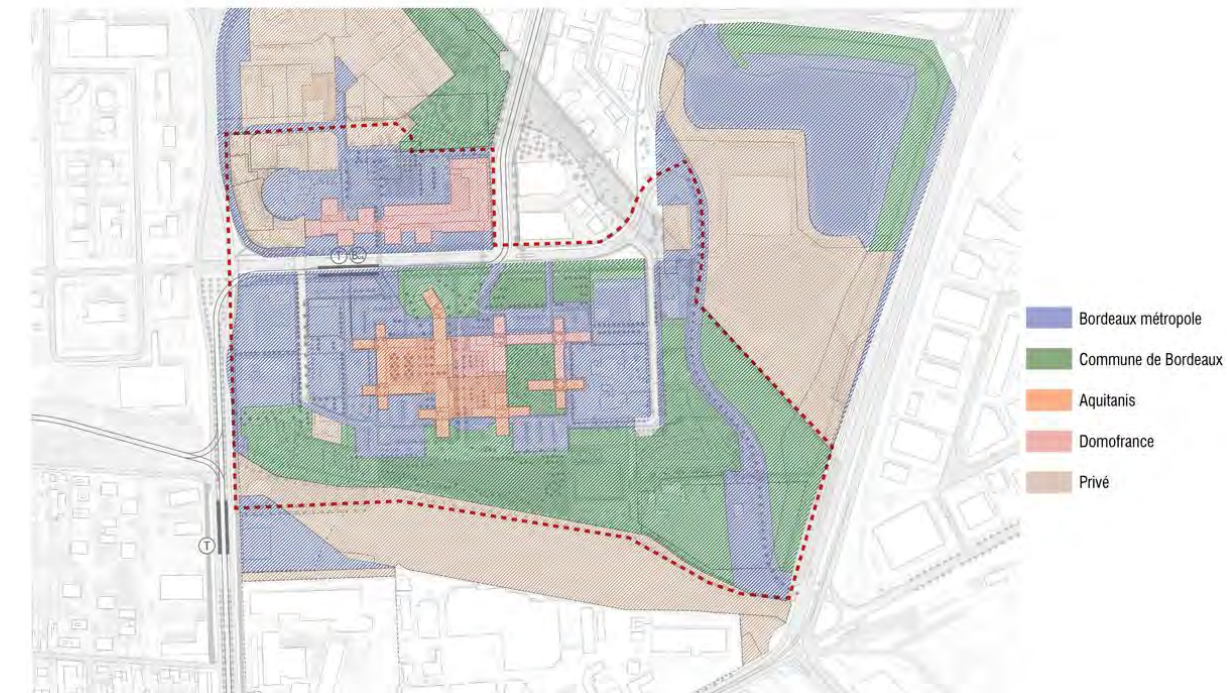 T
Bordeaux métropole
Commune de Bordeaux
Aquitanis
Domofrance
Privé
T